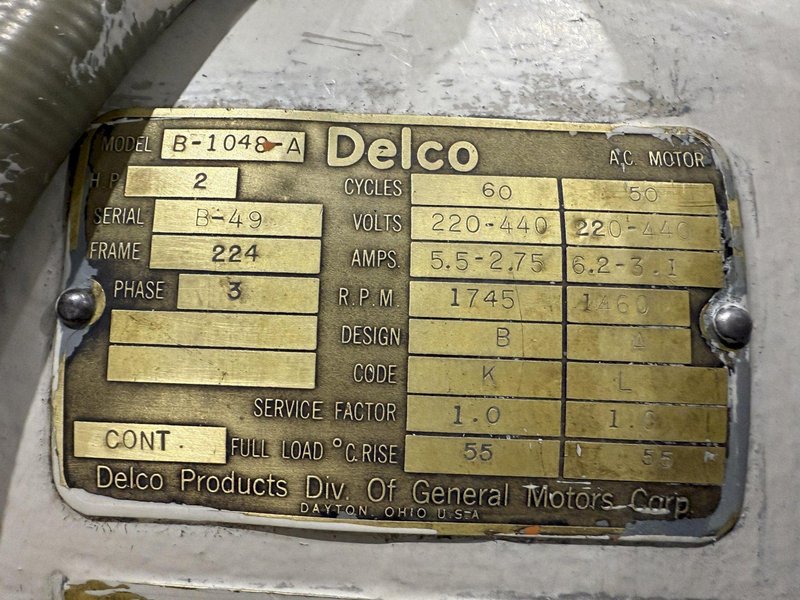 MODEL B-1048-A Delco A.C. MOTOR
H.P. 2 CYCLES 60 50
SERIAL B-49 VOLTS 220-440 220-440
FRAME 224 AMPS. 5.5-2.75 6.2-3.1
PHASE 3 R.P.M. 1745 1460
DESIGN B A
CODE K L
SERVICE FACTOR 1.0 1.0
CONT. FULL LOAD °C. RISE 55 55
Delco Products Div. Of General Motors Corp.
DAYTON, OHIO U.S.A